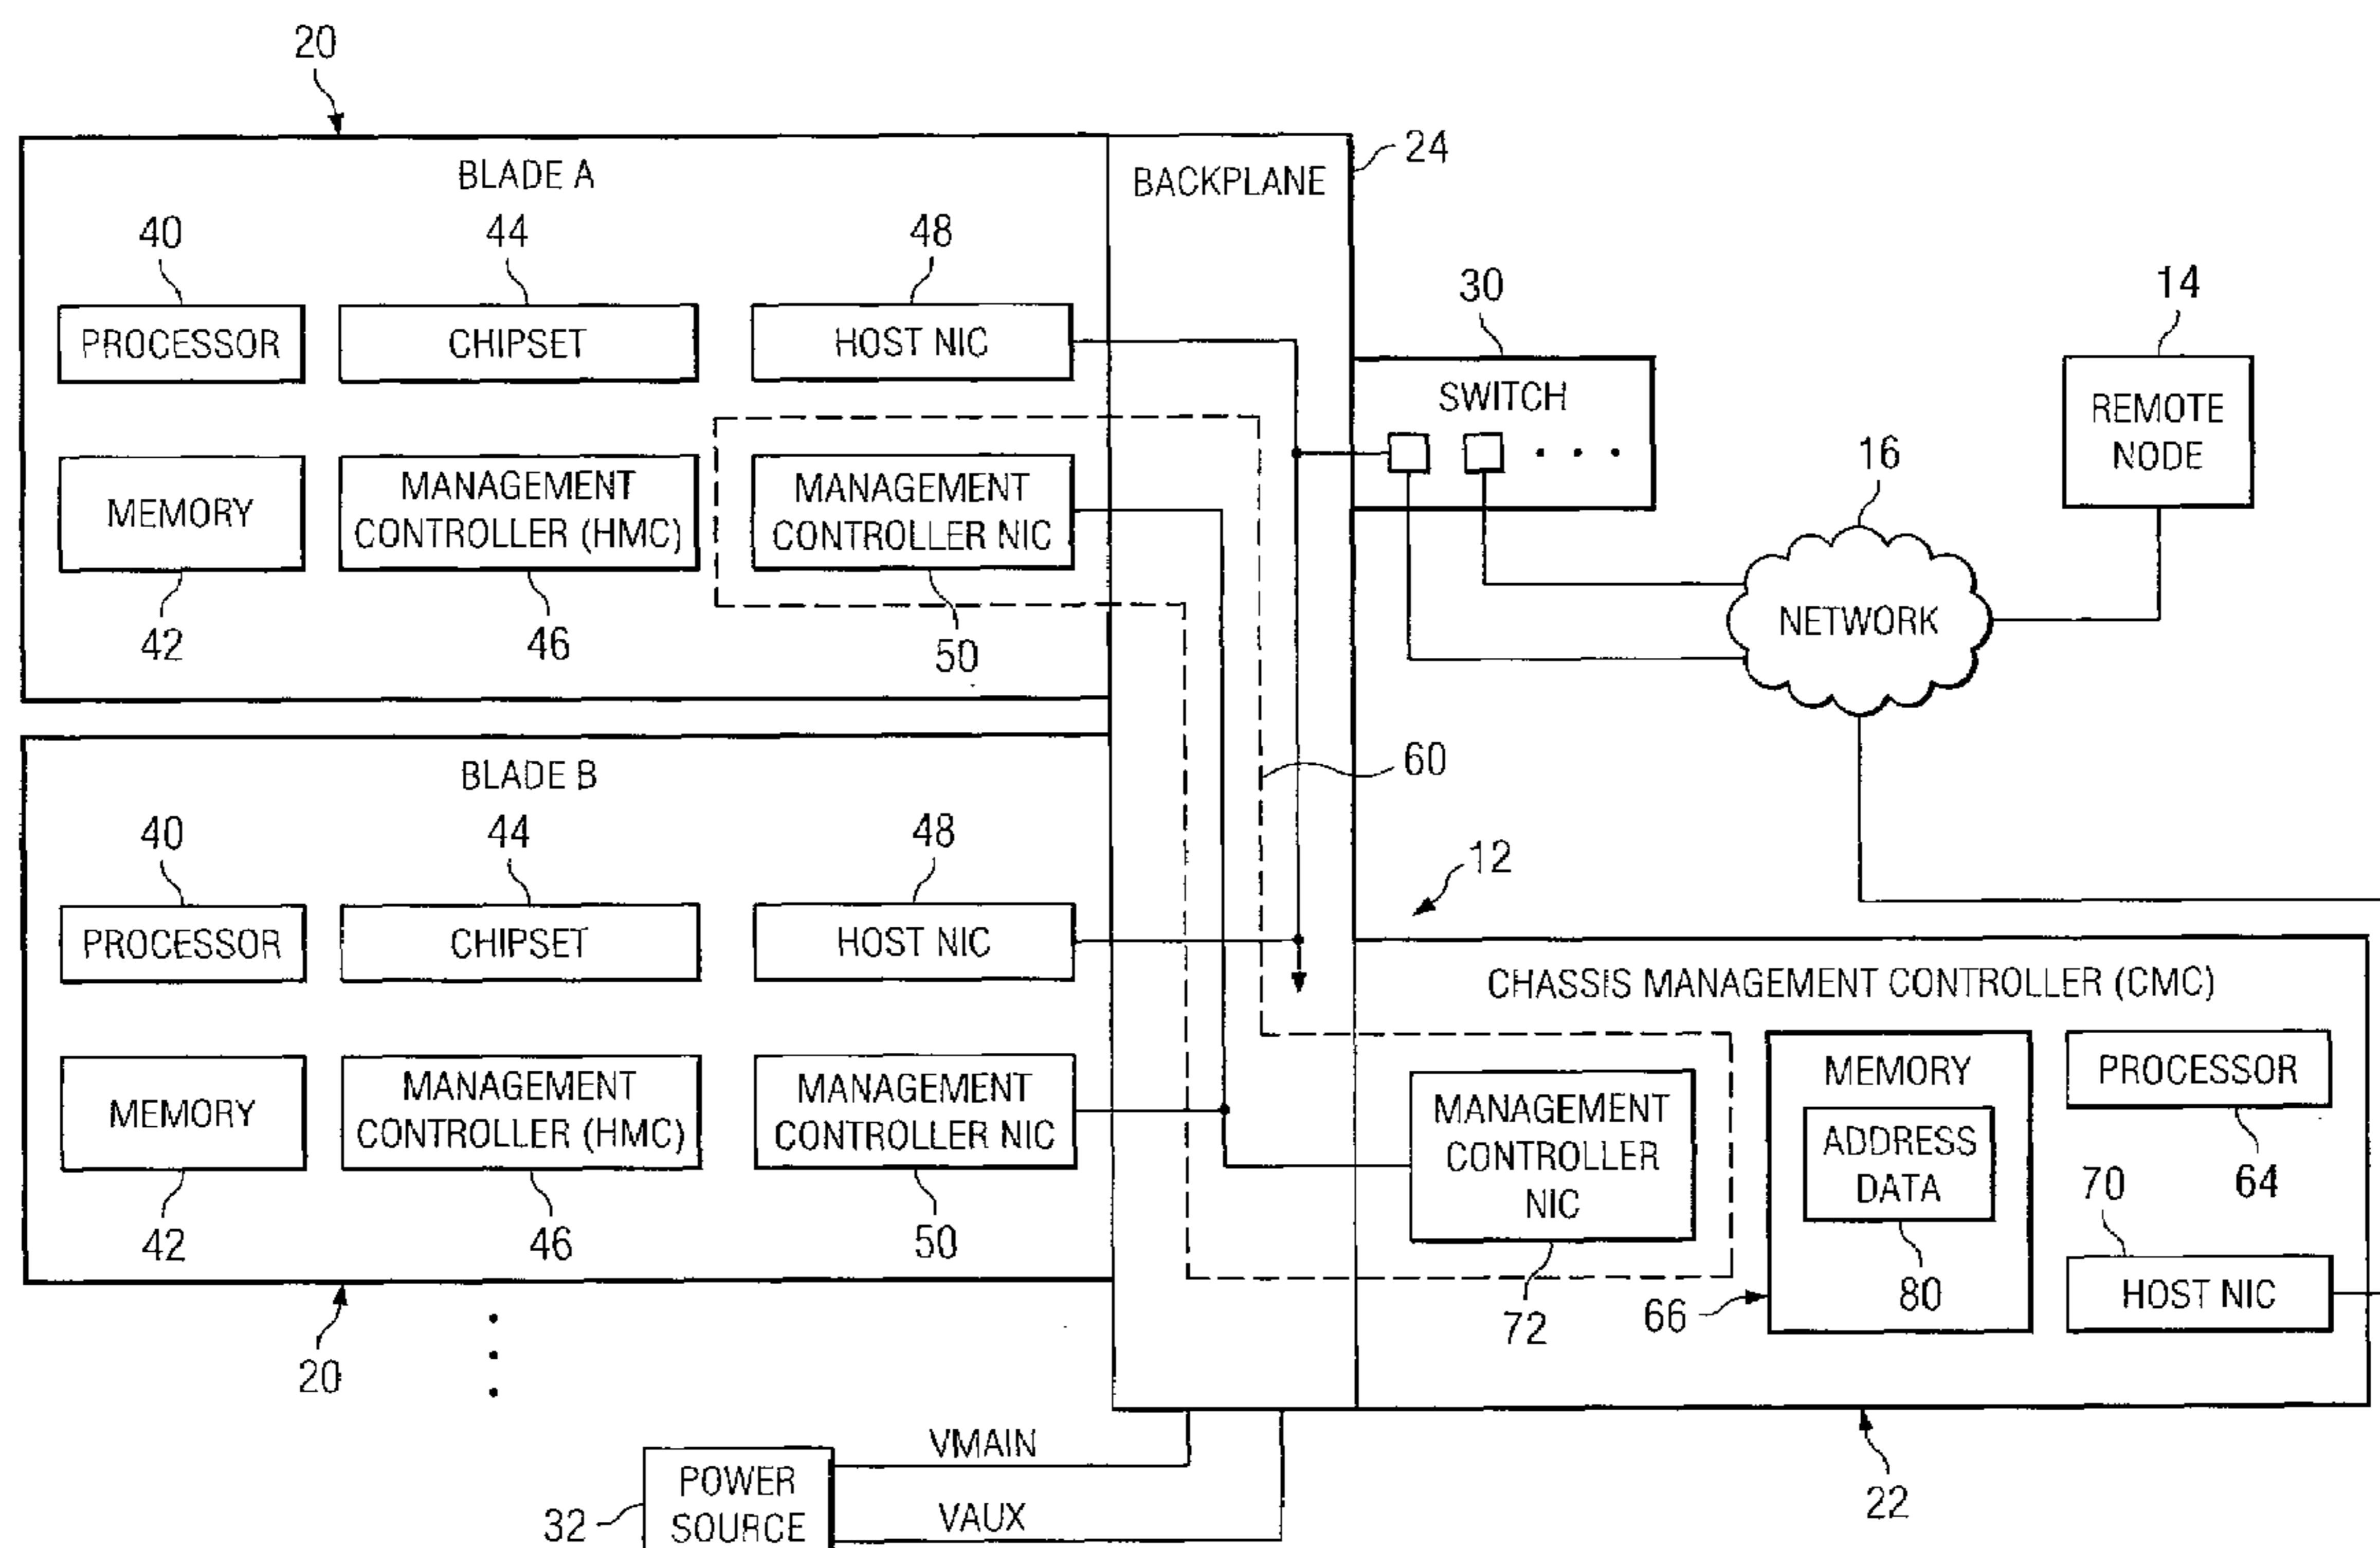 20
BLADE A
BACKPLANE
24
40
44
48
30
14
PROCESSOR
CHIPSET
HOST NIC
SWITCH
REMOTE
NODE
16
MEMORY
MANAGEMENT
CONTROLLER (HMC)
MANAGEMENT
CONTROLLER NIC
NETWORK
42
46
50
60
BLADE B
40
44
48
12
PROCESSOR
CHIPSET
HOST NIC
CHASSIS MANAGEMENT CONTROLLER (CMC)
MEMORY
MANAGEMENT
CONTROLLER (HMC)
MANAGEMENT
CONTROLLER NIC
MANAGEMENT
CONTROLLER
NIC
MEMORY
ADDRESS
DATA
PROCESSOR
64
70
42
46
50
72
66
80
HOST NIC
20
22
VMAIN
POWER
SOURCE
32
VAUX